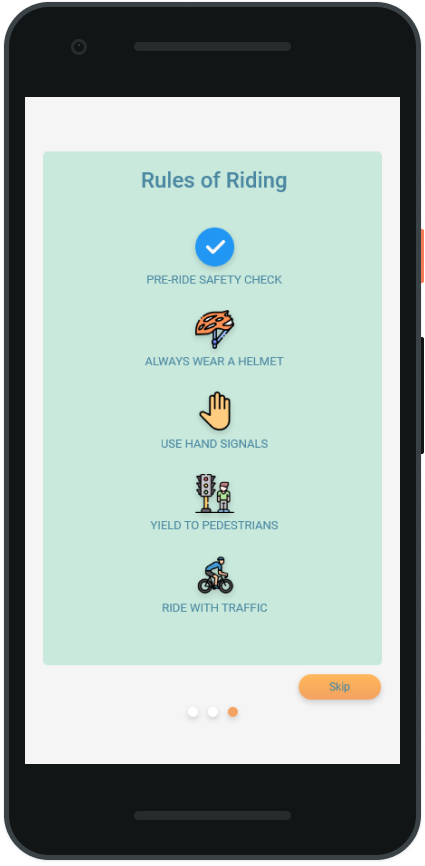 Rules of Riding
PRE-RIDE SAFETY CHECK
ALWAYS WEAR A HELMET
USE HAND SIGNALS
YIELD TO PEDESTRIANS
RIDE WITH TRAFFIC
Skip